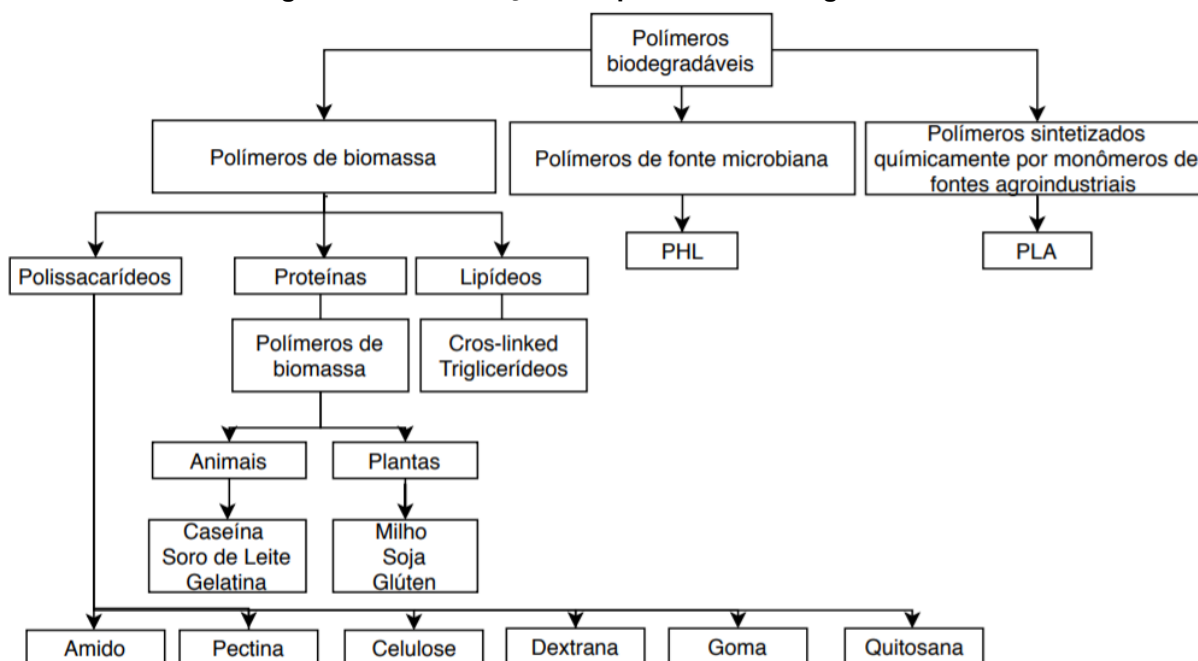 Polímeros
biodegradáveis
Polímeros de biomassa
Polímeros de fonte microbiana
Polímeros sintetizados
químicamente por monômeros de
fontes agroindustriais
PHL
PLA
Polissacarídeos
Proteínas
Lipídeos
Polímeros de
biomassa
Cros-linked
Triglicerídeos
Animais
Plantas
Caseína
Soro de Leite
Gelatina
Milho
Soja
Glúten
Amido
Pectina
Celulose
Dextrana
Goma
Quitosana